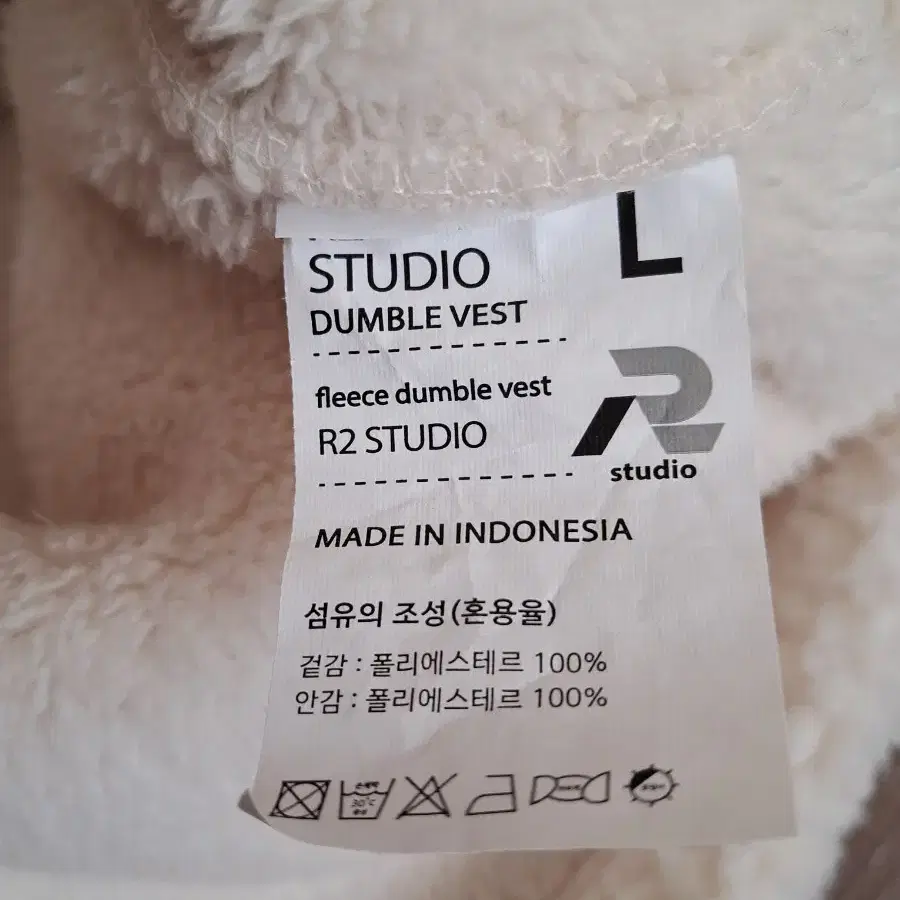 L
STUDIO
DUMBLE VEST
fleece dumble vest
R2 STUDIO
R2
studio
MADE IN INDONESIA
섬유의 조성(혼용율)
겉감 : 폴리에스테르 100%
안감 : 폴리에스테르 100%
30°C